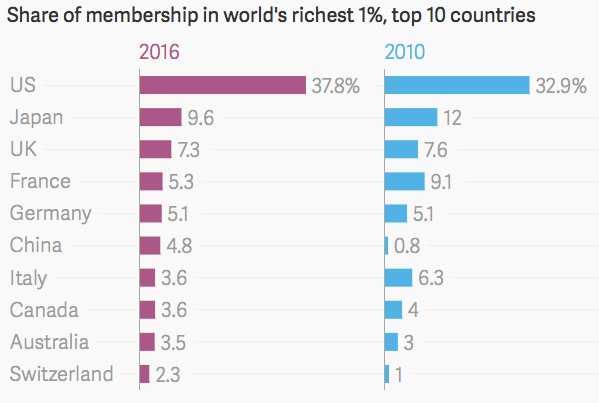 Share of membership in world's richest 1%, top 10 countries
2016 2010
US 37.8% 32.9%
Japan 9.6 12
UK 7.3 7.6
France 5.3 9.1
Germany 5.1 5.1
China 4.8 0.8
Italy 3.6 6.3
Canada 3.6 4
Australia 3.5 3
Switzerland 2.3 1